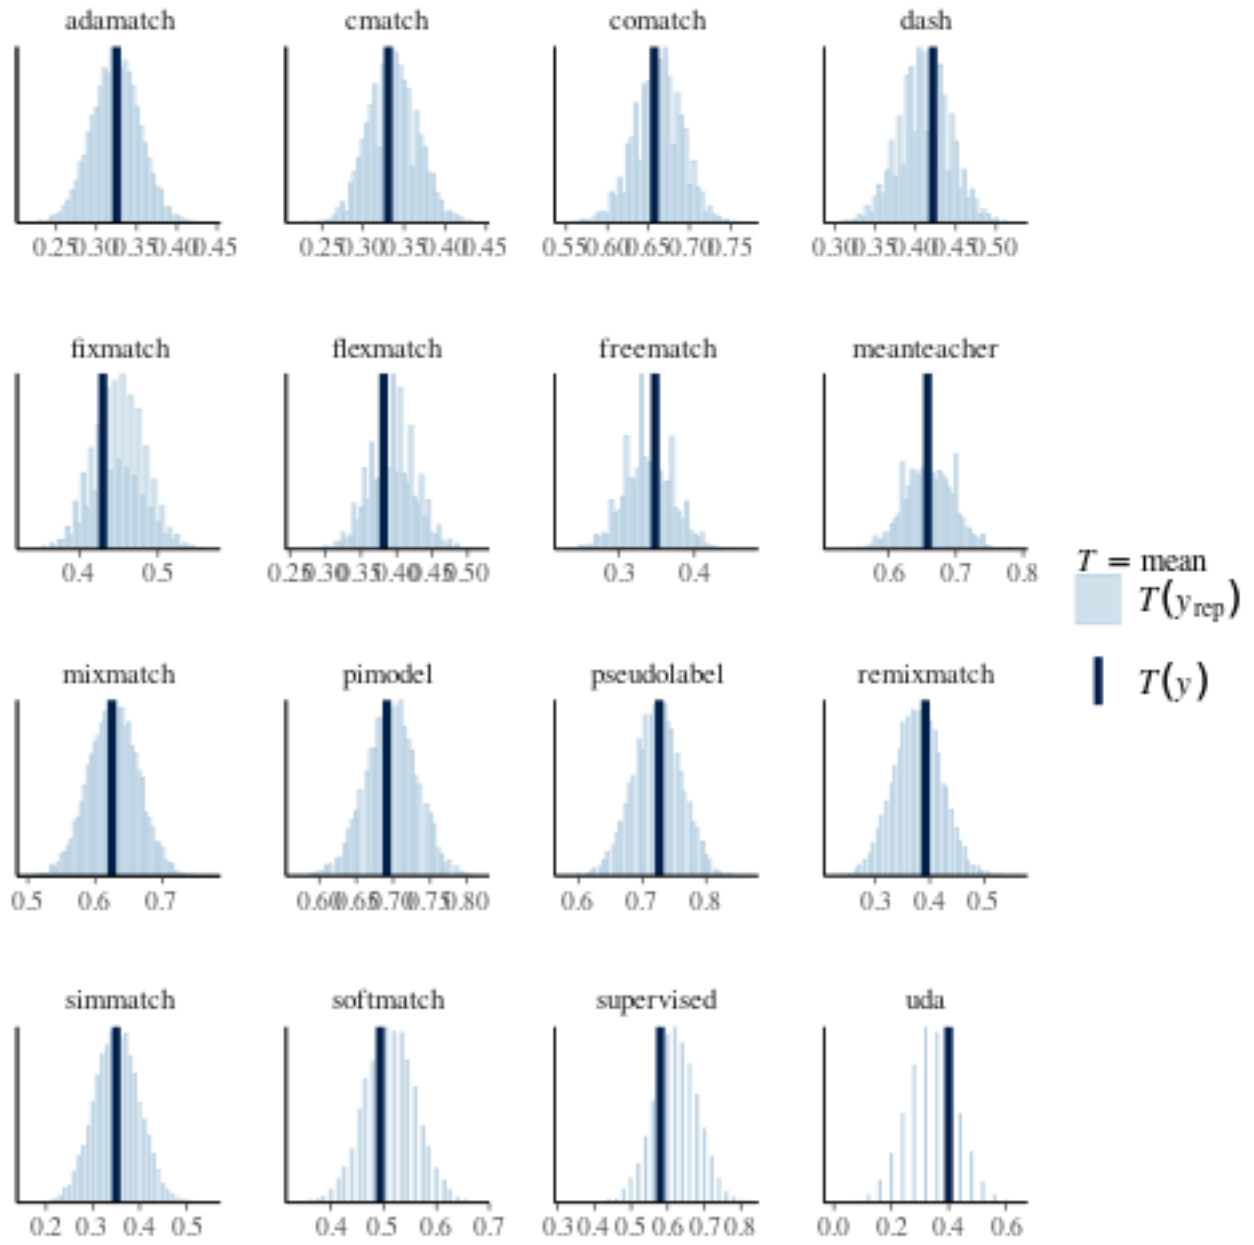 adamatch cmatch comatch dash
0.25 0.30 0.35 0.40 0.45 0.25 0.30 0.35 0.40 0.45 0.55 0.60 0.65 0.70 0.75 0.30 0.35 0.40 0.45 0.50
fixmatch flexmatch freematch meanteacher
0.4 0.5 0.25 0.30 0.35 0.40 0.45 0.50 0.3 0.4 0.6 0.7 0.8
T = mean
T(y_rep)
T(y)
mixmatch pimodel pseudolabel remixmatch
0.5 0.6 0.7 0.60 0.65 0.70 0.75 0.80 0.6 0.7 0.8 0.3 0.4 0.5
simmatch softmatch supervised uda
0.2 0.3 0.4 0.5 0.4 0.5 0.6 0.7 0.3 0.4 0.5 0.6 0.7 0.8 0.0 0.2 0.4 0.6